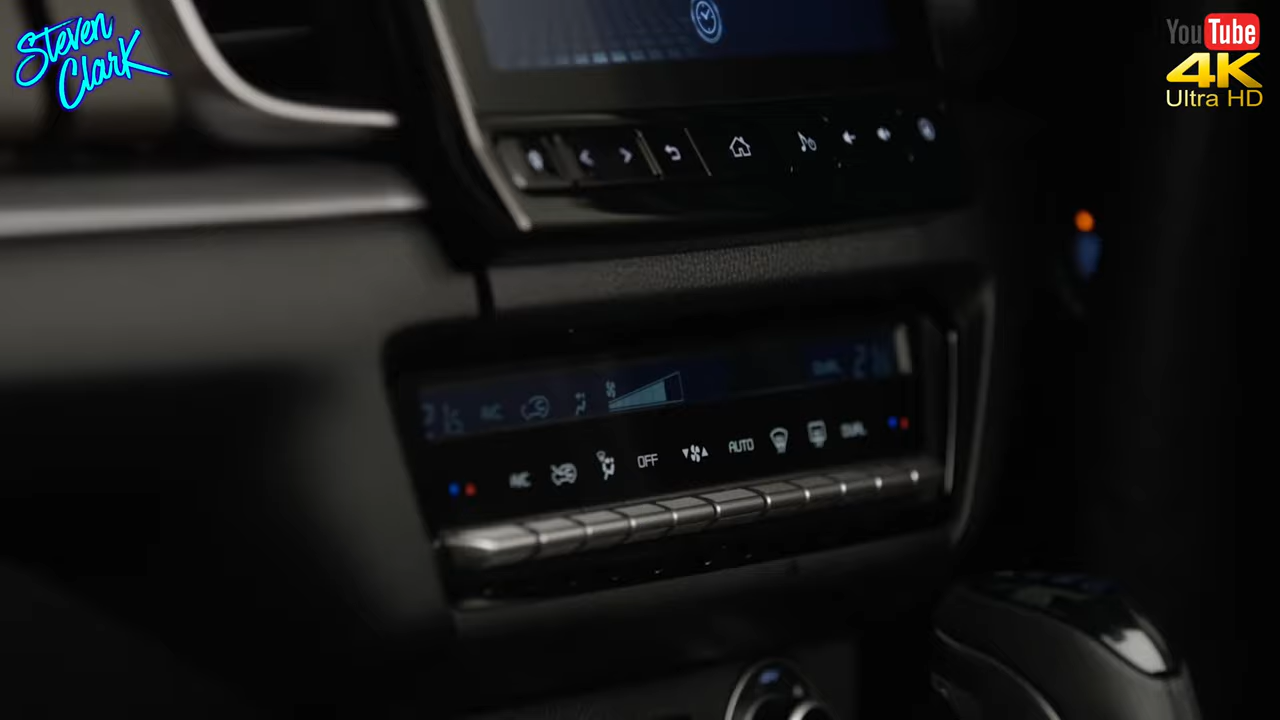 Steven
Clark
YouTube
4K
Ultra HD
A/C
A/C
OFF
AUTO
DUAL